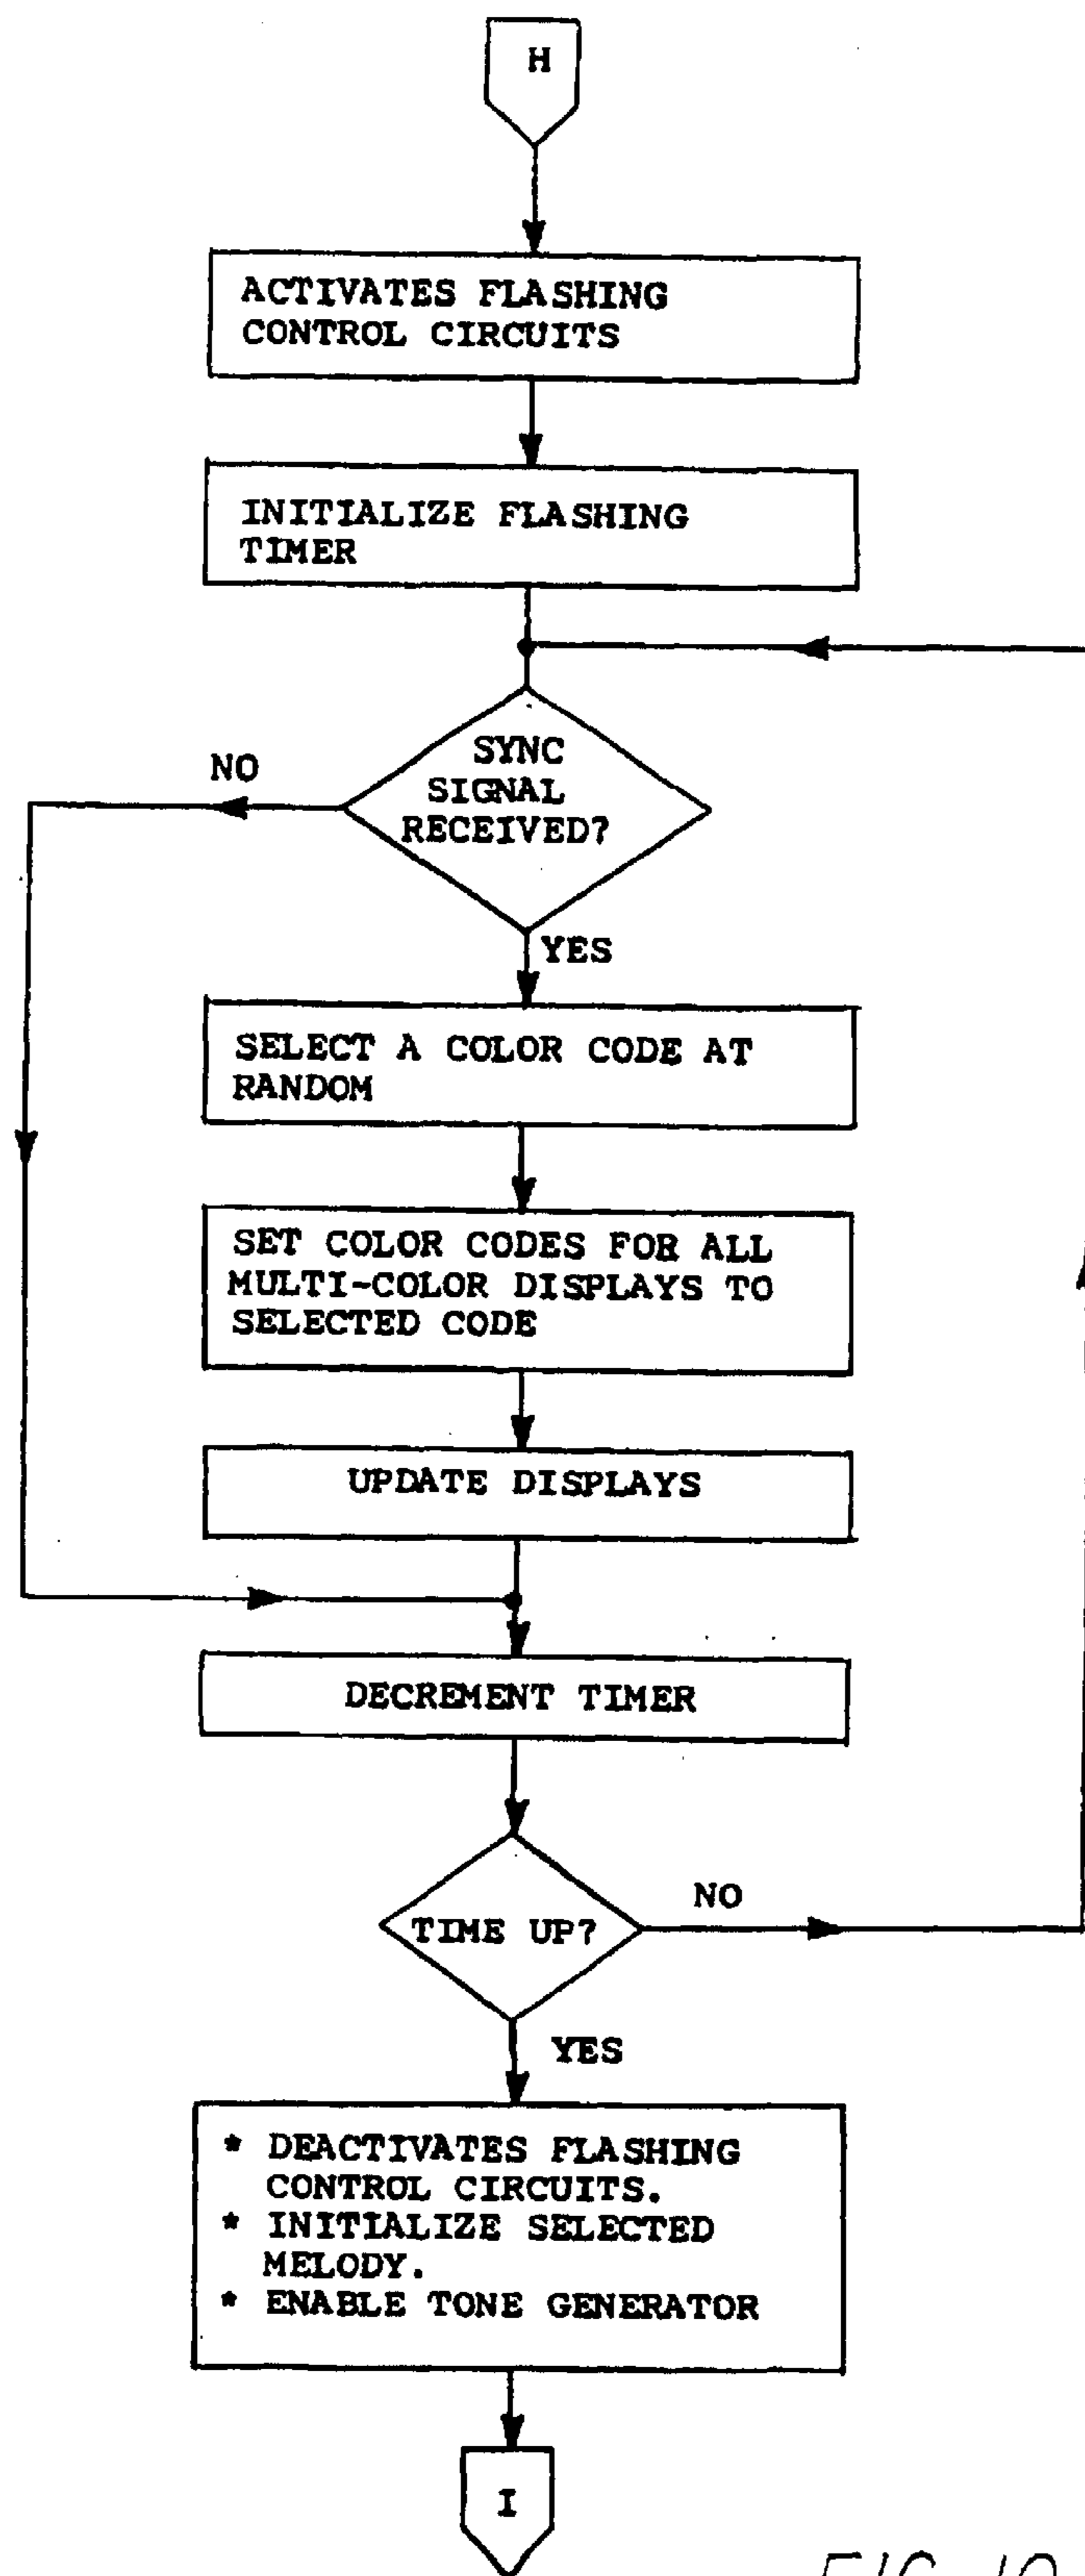 H
ACTIVATES FLASHING
CONTROL CIRCUITS
INITIALIZE FLASHING
TIMER
SYNC
SIGNAL
RECEIVED?
NO
YES
SELECT A COLOR CODE AT
RANDOM
SET COLOR CODES FOR ALL
MULTI-COLOR DISPLAYS TO
SELECTED CODE
UPDATE DISPLAYS
DECREMENT TIMER
TIME UP?
NO
YES
* DEACTIVATES FLASHING
CONTROL CIRCUITS.
* INITIALIZE SELECTED
MELODY.
* ENABLE TONE GENERATOR
I